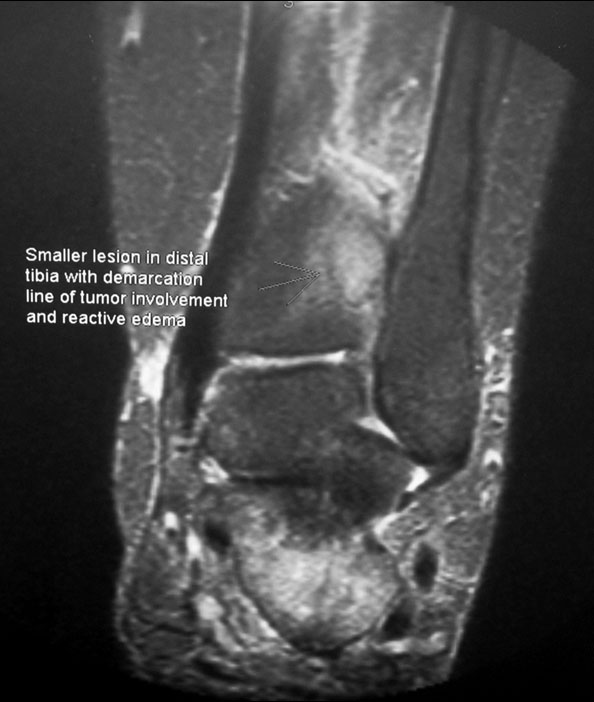 S
Smaller lesion in distal
tibia with demarcation
line of tumor involvement
and reactive edema